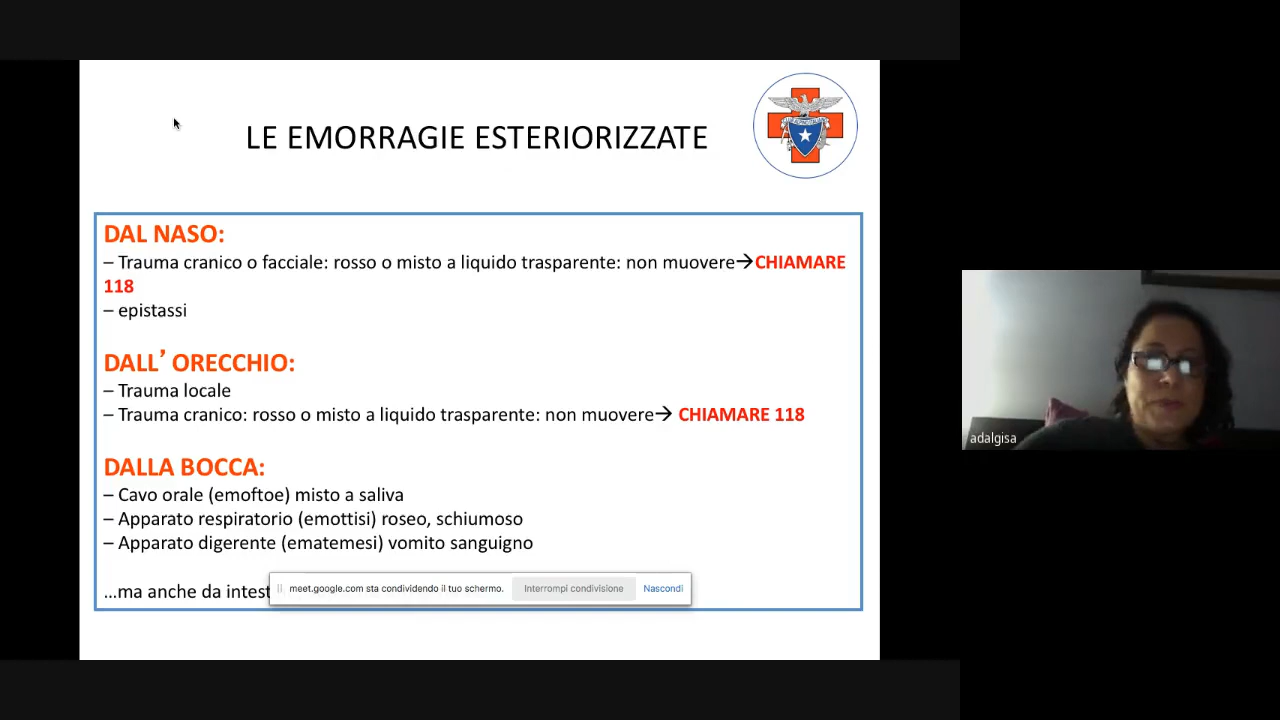 LE EMORRAGIE ESTERIORIZZATE
DAL NASO:
– Trauma cranico o facciale: rosso o misto a liquido trasparente: non muovere→CHIAMARE
118
– epistassi
DALL’ ORECCHIO:
– Trauma locale
– Trauma cranico: rosso o misto a liquido trasparente: non muovere→ CHIAMARE 118
DALLA BOCCA:
– Cavo orale (emoftoe) misto a saliva
– Apparato respiratorio (emottisi) roseo, schiumoso
– Apparato digerente (ematemesi) vomito sanguigno
...ma anche da intest
meet.google.com sta condividendo il tuo schermo. Interrompi condivisione Nascondi
adalgisa